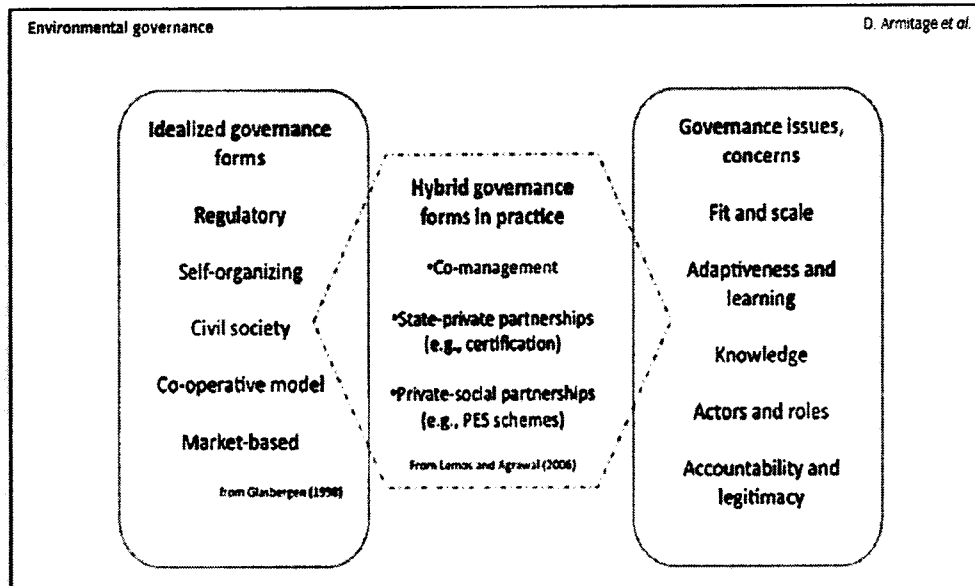 Environmental governance
D. Armitage et al.
Idealized governance
forms
Regulatory
Self-organizing
Civil society
Co-operative model
Market-based
from Glasbergen (1998)
Hybrid governance
forms in practice
•Co-management
•State-private partnerships
(e.g., certification)
•Private-social partnerships
(e.g., PES schemes)
From Lemos and Agrawal (2006)
Governance issues,
concerns
Fit and scale
Adaptiveness and
learning
Knowledge
Actors and roles
Accountability and
legitimacy